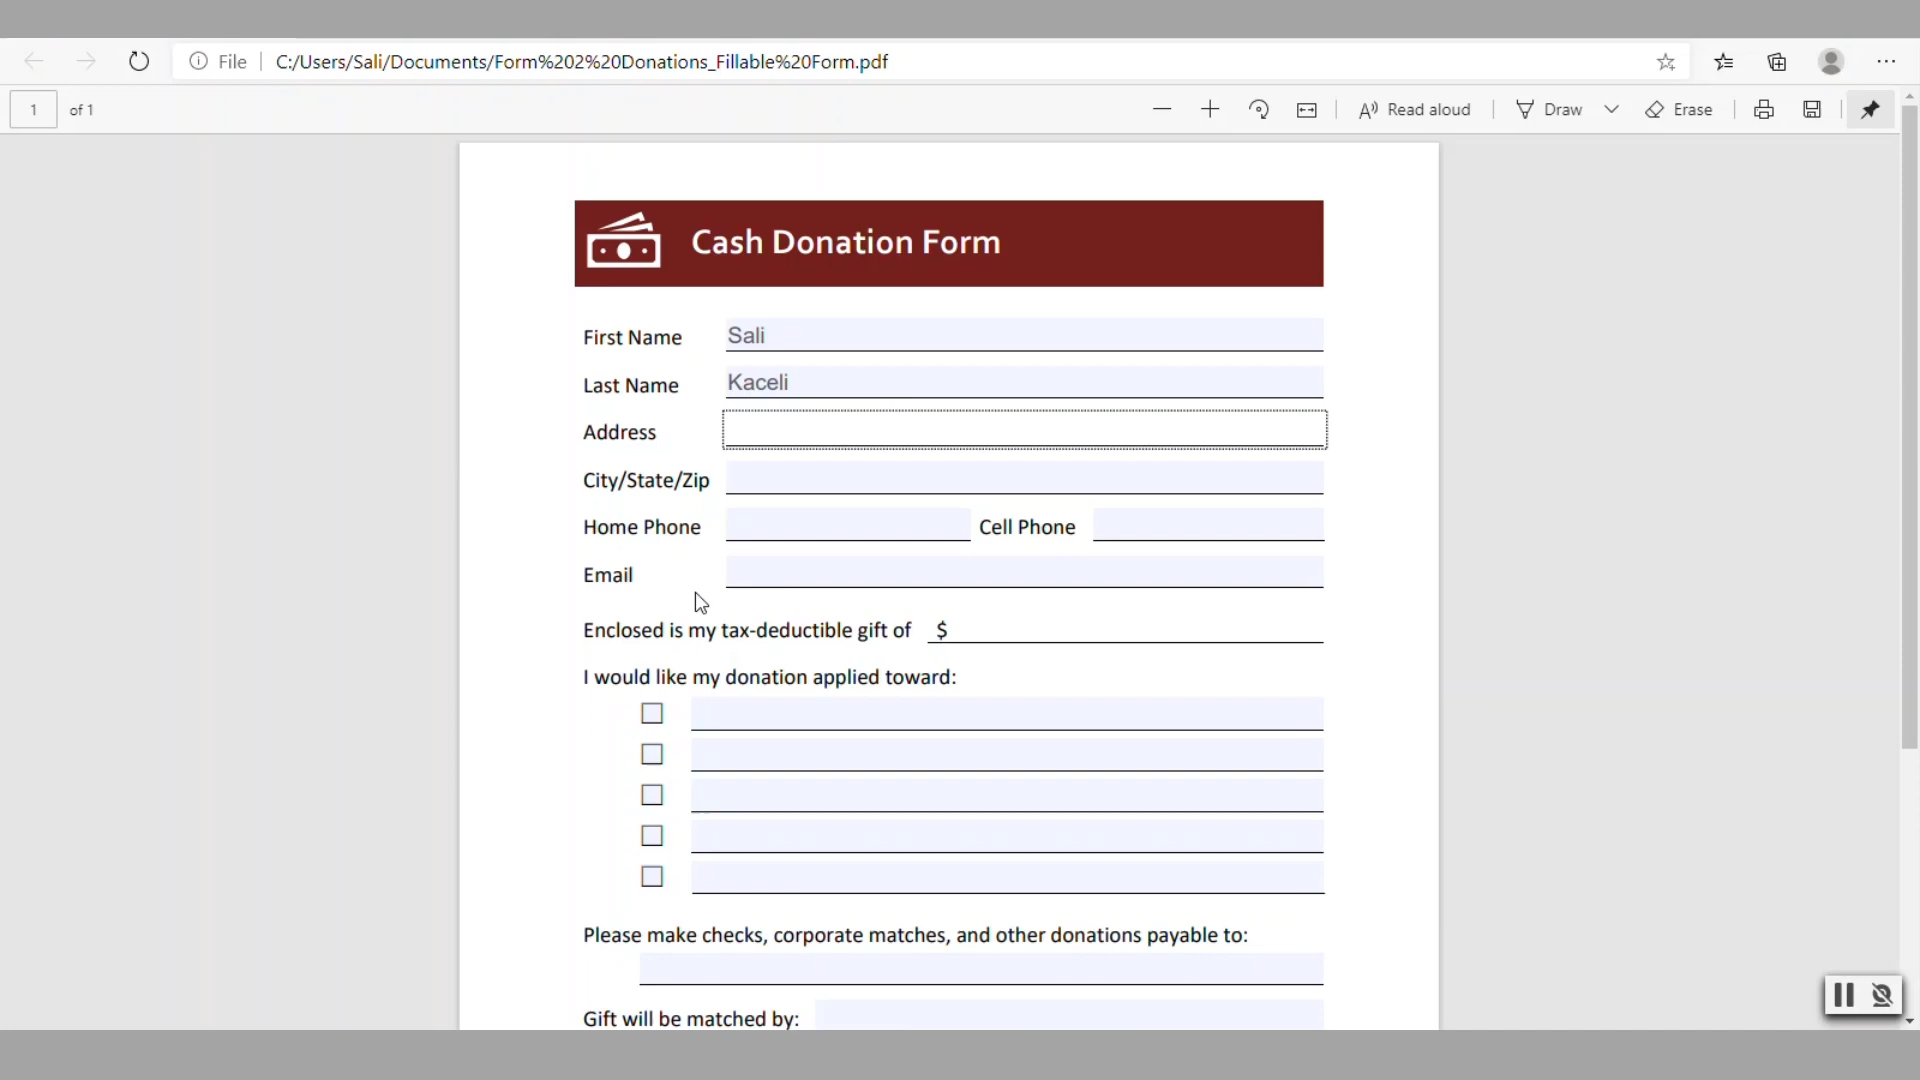 File C:/Users/Sali/Documents/Form%202%20Donations_Fillable%20Form.pdf
1 of 1 Read aloud Draw Erase
Cash Donation Form
First Name Sali
Last Name Kaceli
Address
City/State/Zip
Home Phone Cell Phone
Email
Enclosed is my tax-deductible gift of $
I would like my donation applied toward:
Please make checks, corporate matches, and other donations payable to:
Gift will be matched by: